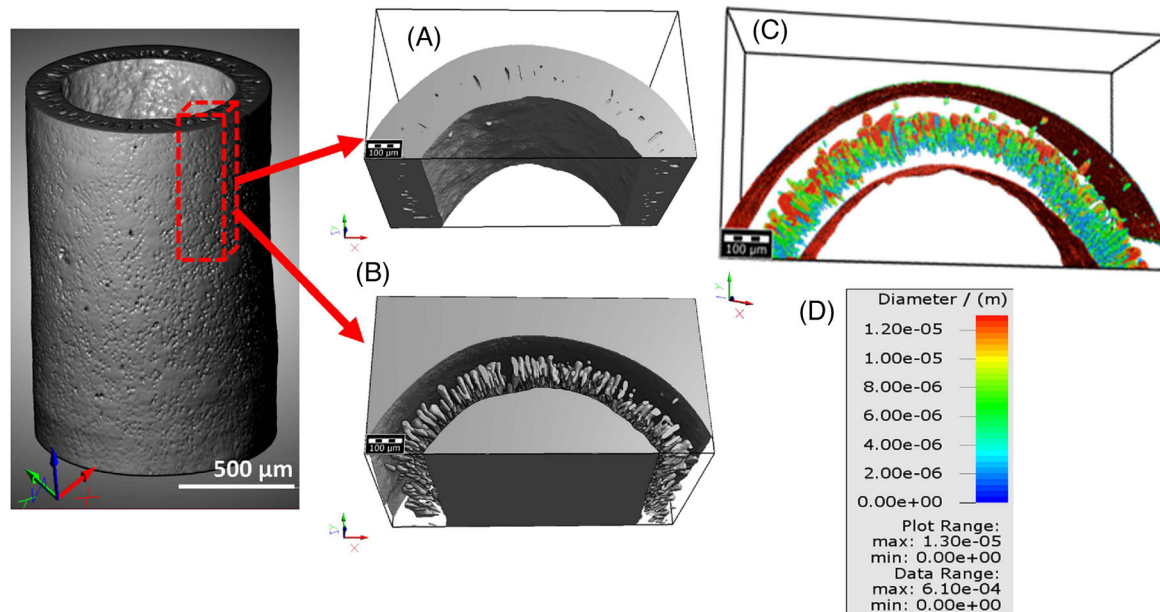 500 µm
Y
X
(A)
100 µm
Y
X
(B)
100 µm
Y
X
(C)
100 µm
Y
X
(D)
Diameter / (m)
1.20e-05
1.00e-05
8.00e-06
6.00e-06
4.00e-06
2.00e-06
0.00e+00
Plot Range:
max: 1.30e-05
min: 0.00e+00
Data Range:
max: 6.10e-04
min: 0.00e+00